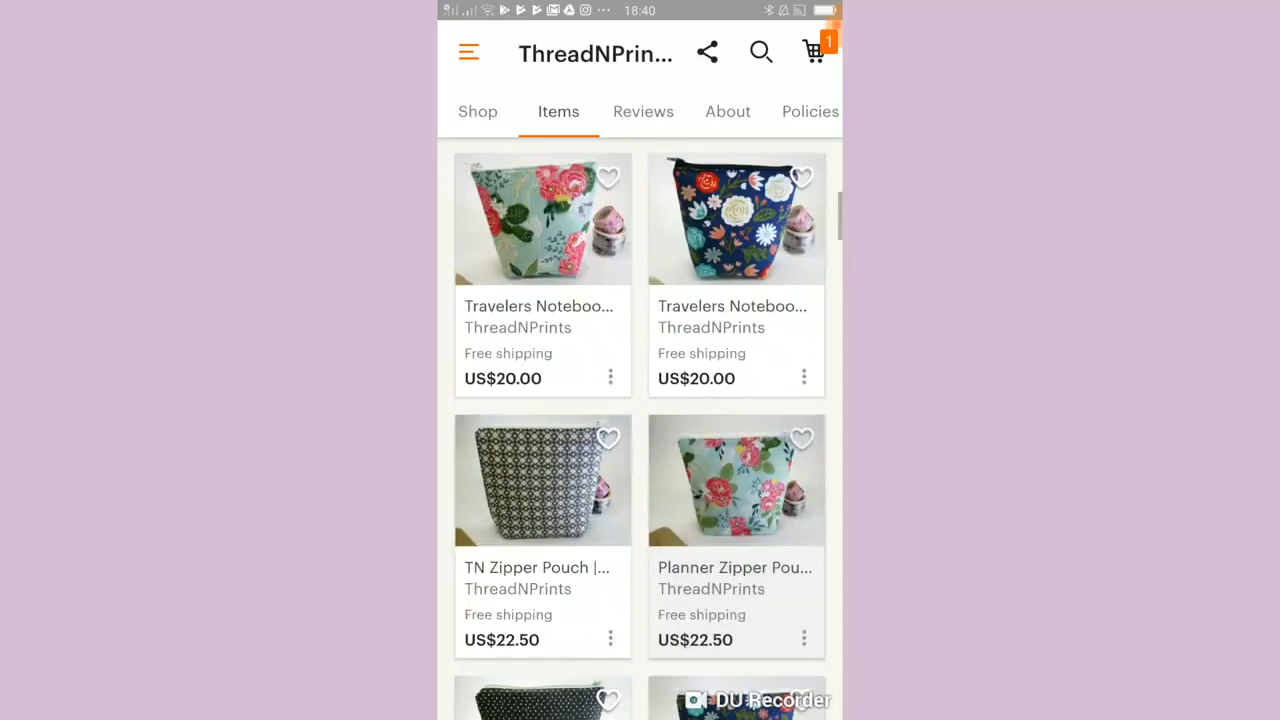 18:40
ThreadNPrin...
1
Shop Items Reviews About Policies
Travelers Noteboo... Travelers Noteboo...
ThreadNPrints ThreadNPrints
Free shipping Free shipping
US$20.00 US$20.00
TN Zipper Pouch |... Planner Zipper Pou...
ThreadNPrints ThreadNPrints
Free shipping Free shipping
US$22.50 US$22.50
DU Recorder